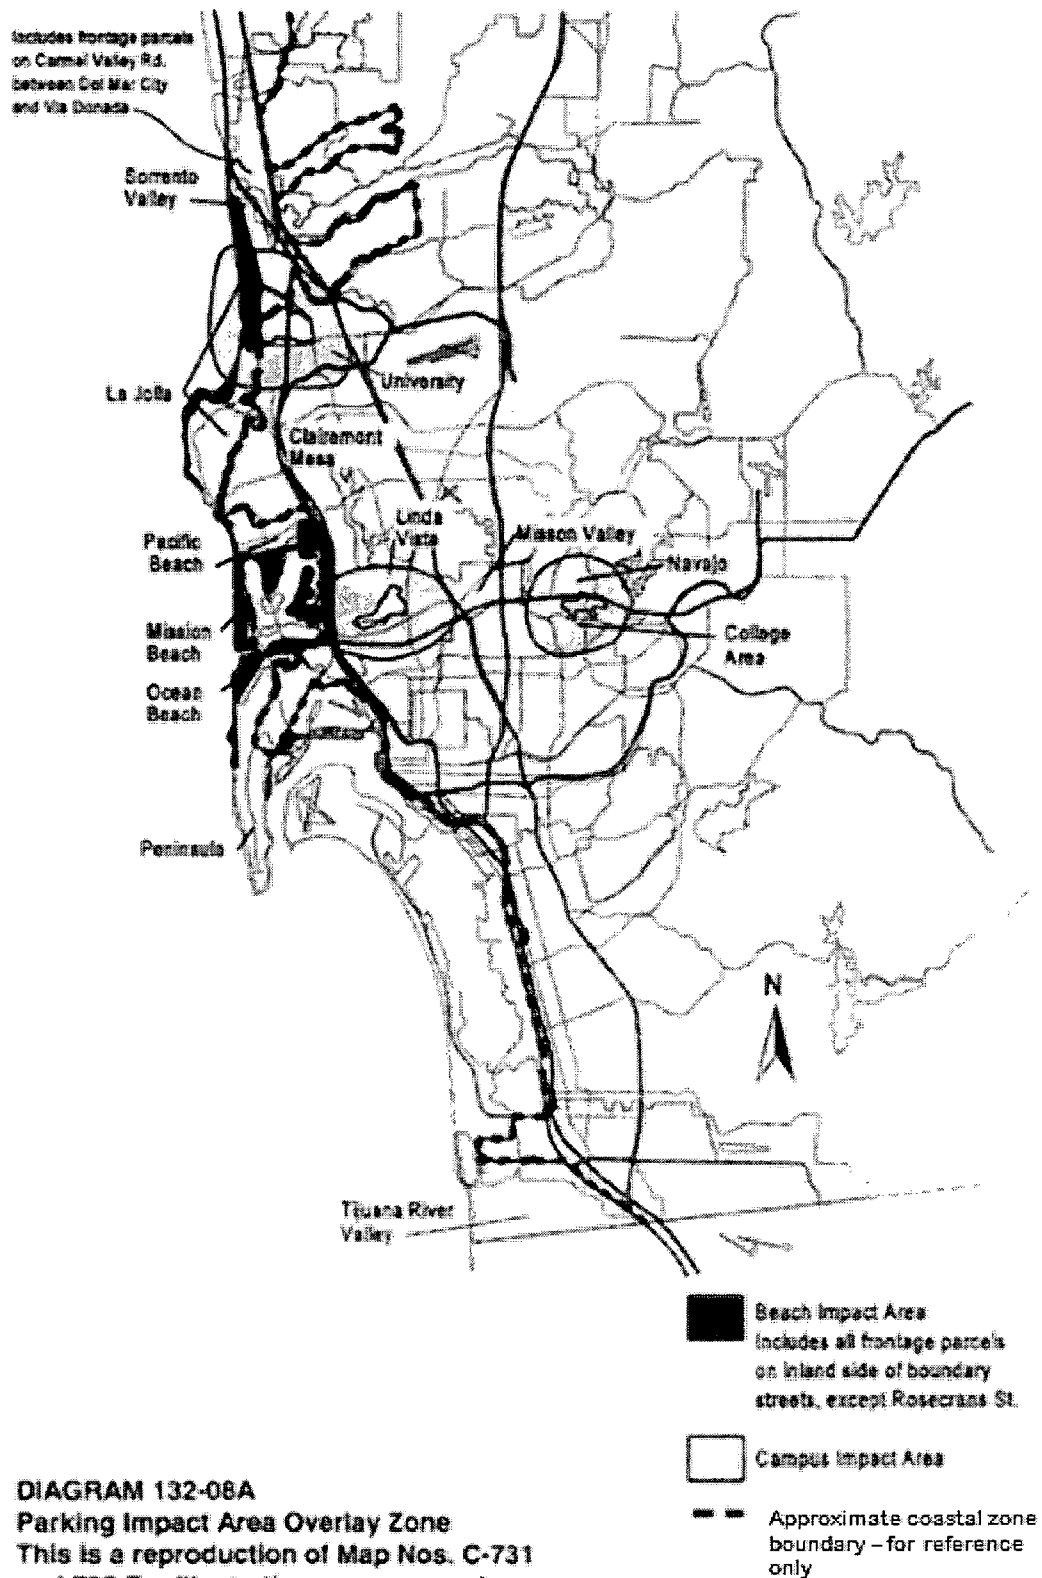 Includes frontage parcels
on Carmel Valley Rd.
between Del Mar City
and Via Donada
Sorrento
Valley
La Jolla
University
Clairemont
Mesa
Linda
Vista
Misson Valley
Navajo
Pacific
Beach
Mission
Beach
Collage
Area
Ocean
Beach
Peninsula
N
Tijuana River
Valley
Beach Impact Area
Includes all frontage parcels
on inland side of boundary
streets, except Rosecrans St.
Campus Impact Area
Approximate coastal zone
boundary – for reference
only
DIAGRAM 132-08A
Parking Impact Area Overlay Zone
This is a reproduction of Map Nos. C-731